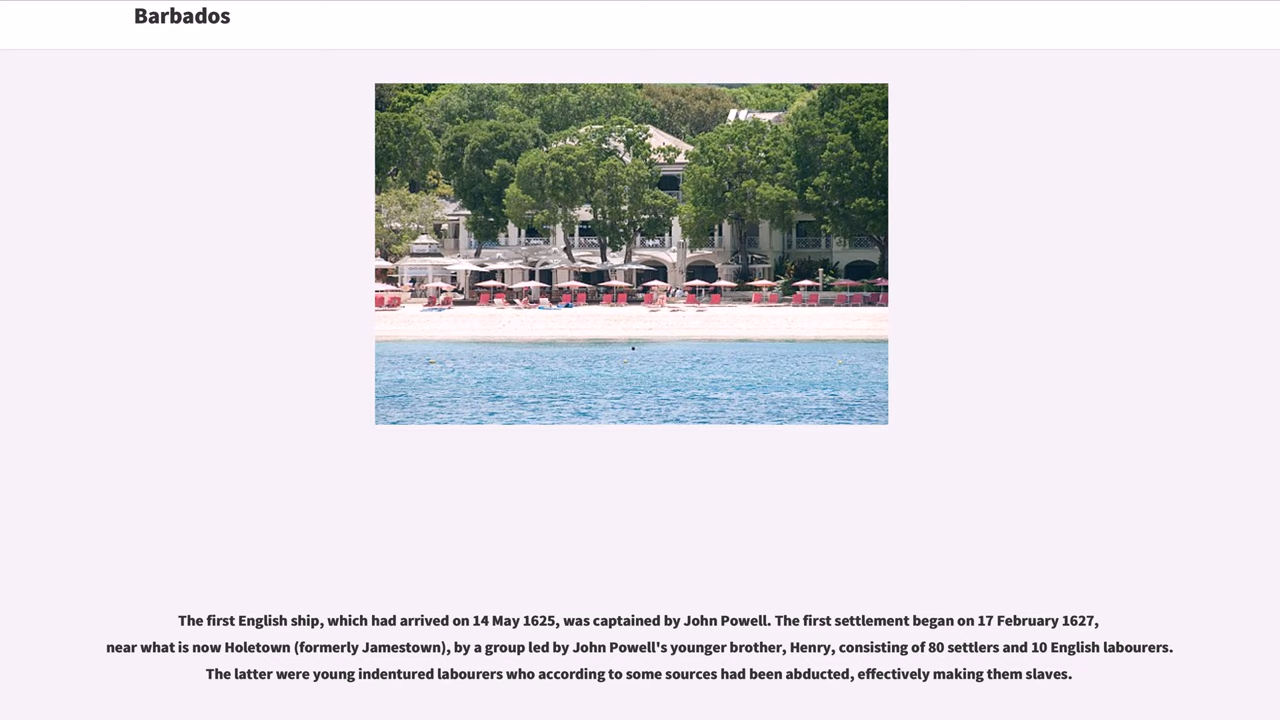 Barbados
The first English ship, which had arrived on 14 May 1625, was captained by John Powell. The first settlement began on 17 February 1627,
near what is now Holetown (formerly Jamestown), by a group led by John Powell's younger brother, Henry, consisting of 80 settlers and 10 English labourers.
The latter were young indentured labourers who according to some sources had been abducted, effectively making them slaves.